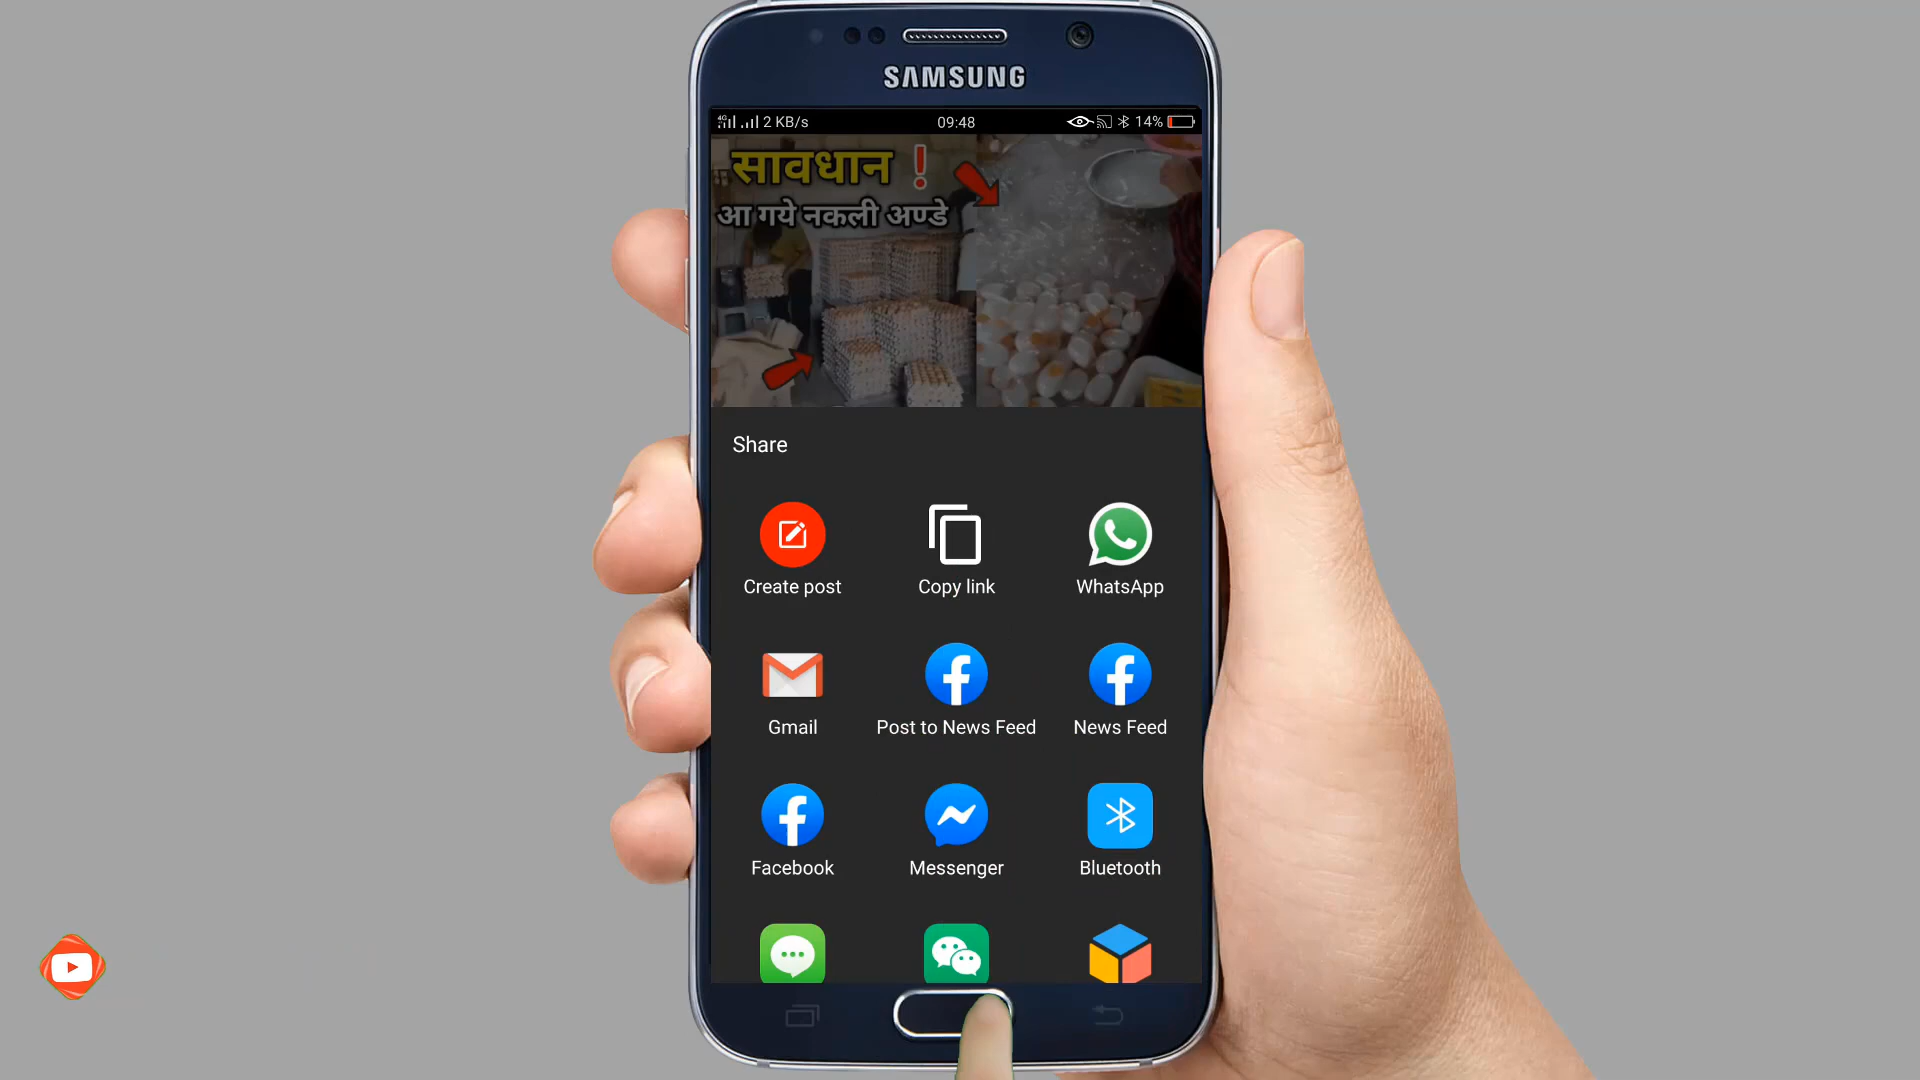 SAMSUNG
4G 2 KB/s 09:48 14%
सावधान !
आ गये नकली अण्डे
Share
Create post Copy link WhatsApp
Gmail Post to News Feed News Feed
Facebook Messenger Bluetooth